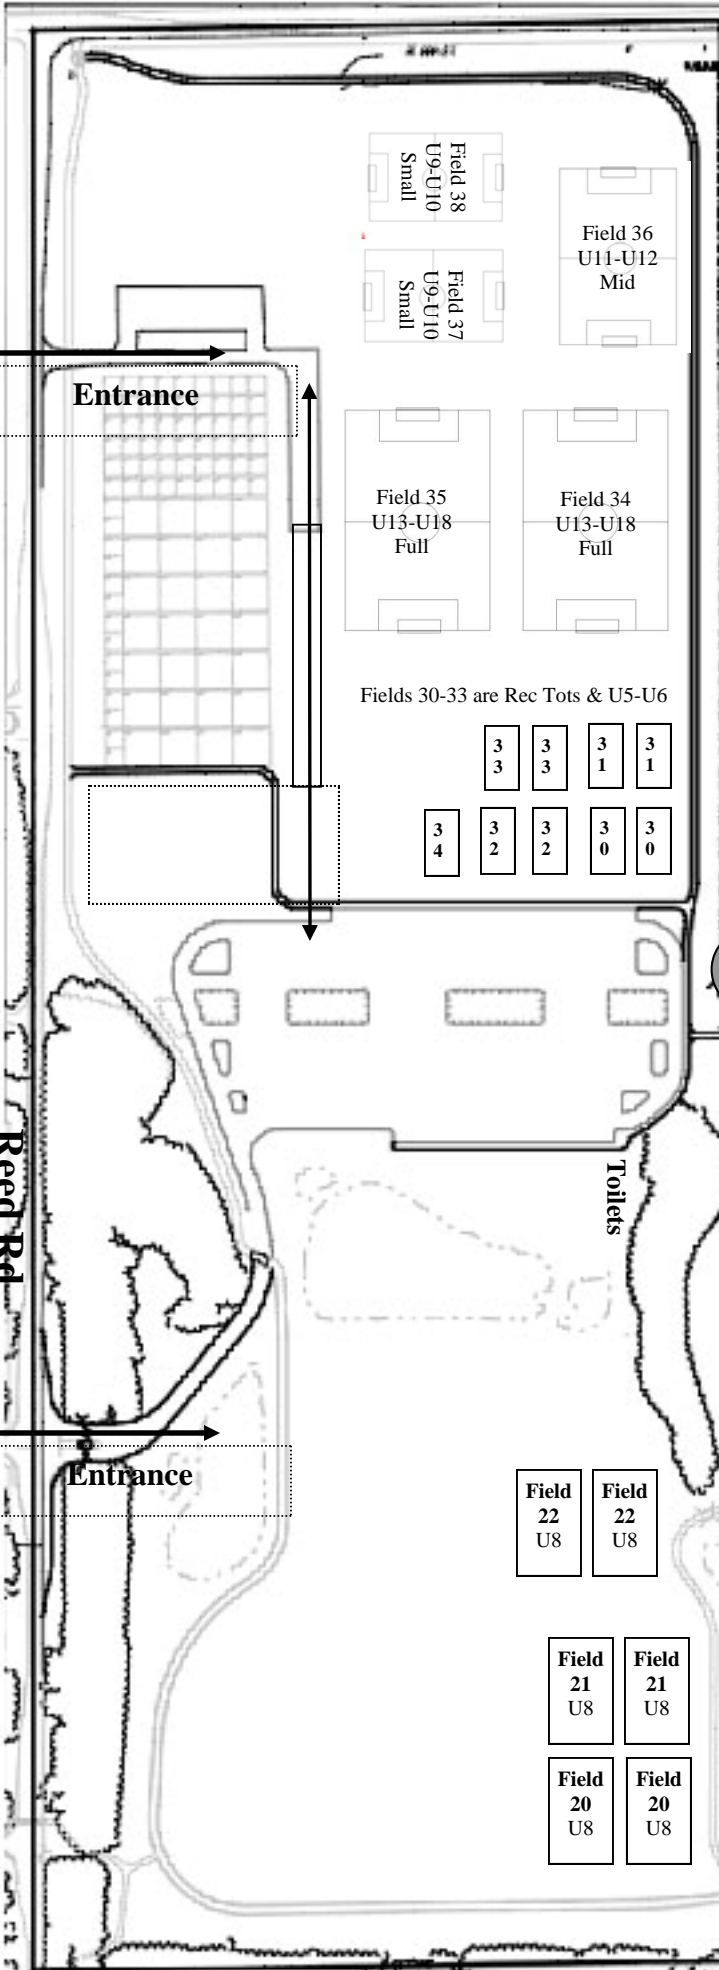 Field 38
U9-U10
Small
Field 36
U11-U12
Mid
Field 37
U9-U10
Small
Entrance
Field 35
U13-U18
Full
Field 34
U13-U18
Full
Fields 30-33 are Rec Tots & U5-U6
33
33
31
31
34
32
32
30
30
Toilets
Reed Rd
Entrance
Field
22
U8
Field
22
U8
Field
21
U8
Field
21
U8
Field
20
U8
Field
20
U8